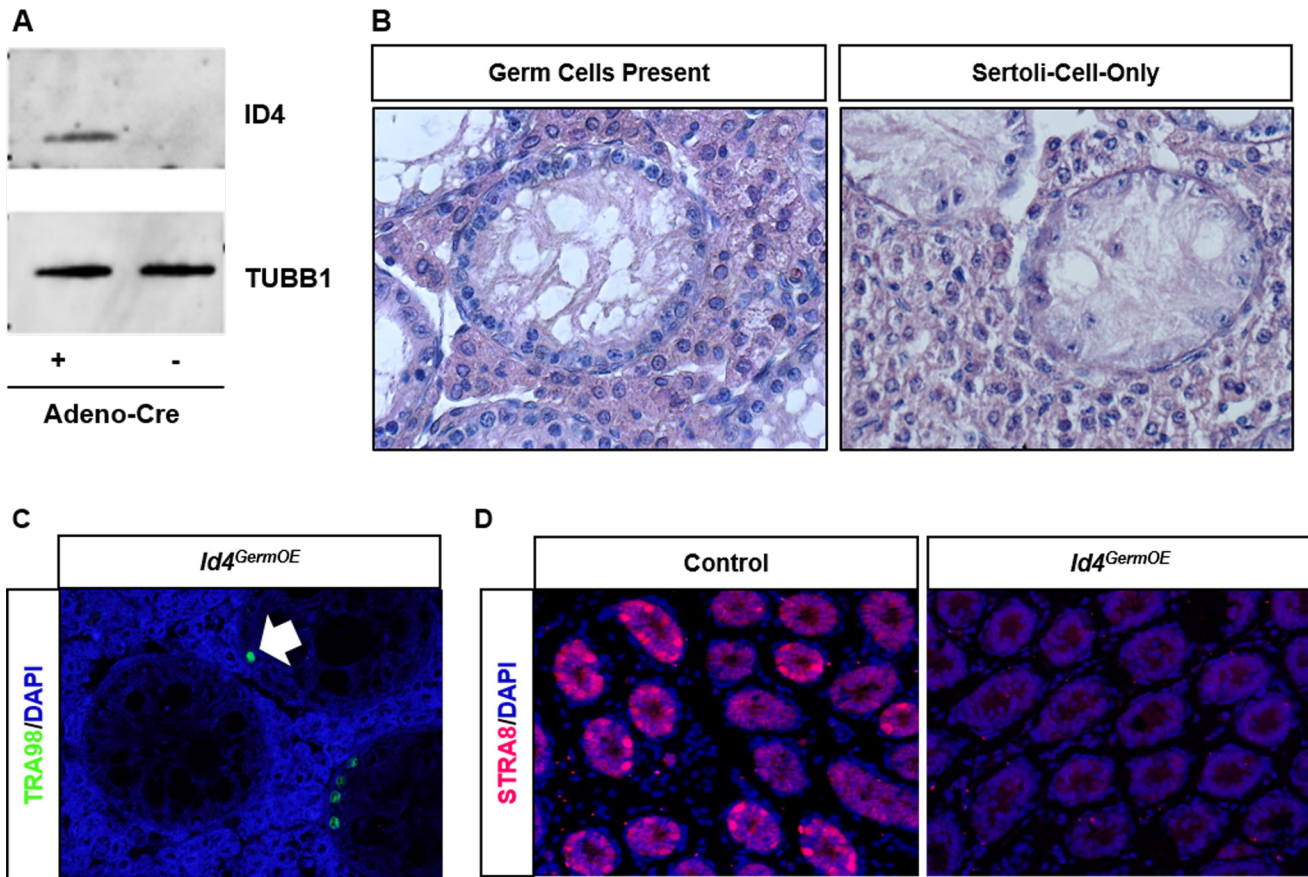 A
ID4
TUBB1
+ -
Adeno-Cre
B
Germ Cells Present
Sertoli-Cell-Only
C
Id4GermOE
TRA98/DAPI
D
Control
Id4GermOE
STRA8/DAPI